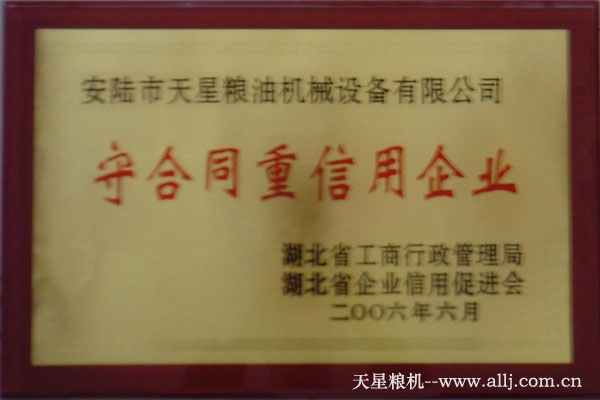 安陆市天星粮油机械设备有限公司
守合同重信用企业
湖北省工商行政管理局
湖北省企业信用促进会
二OO六年六月
天星粮机--www.allj.com.cn